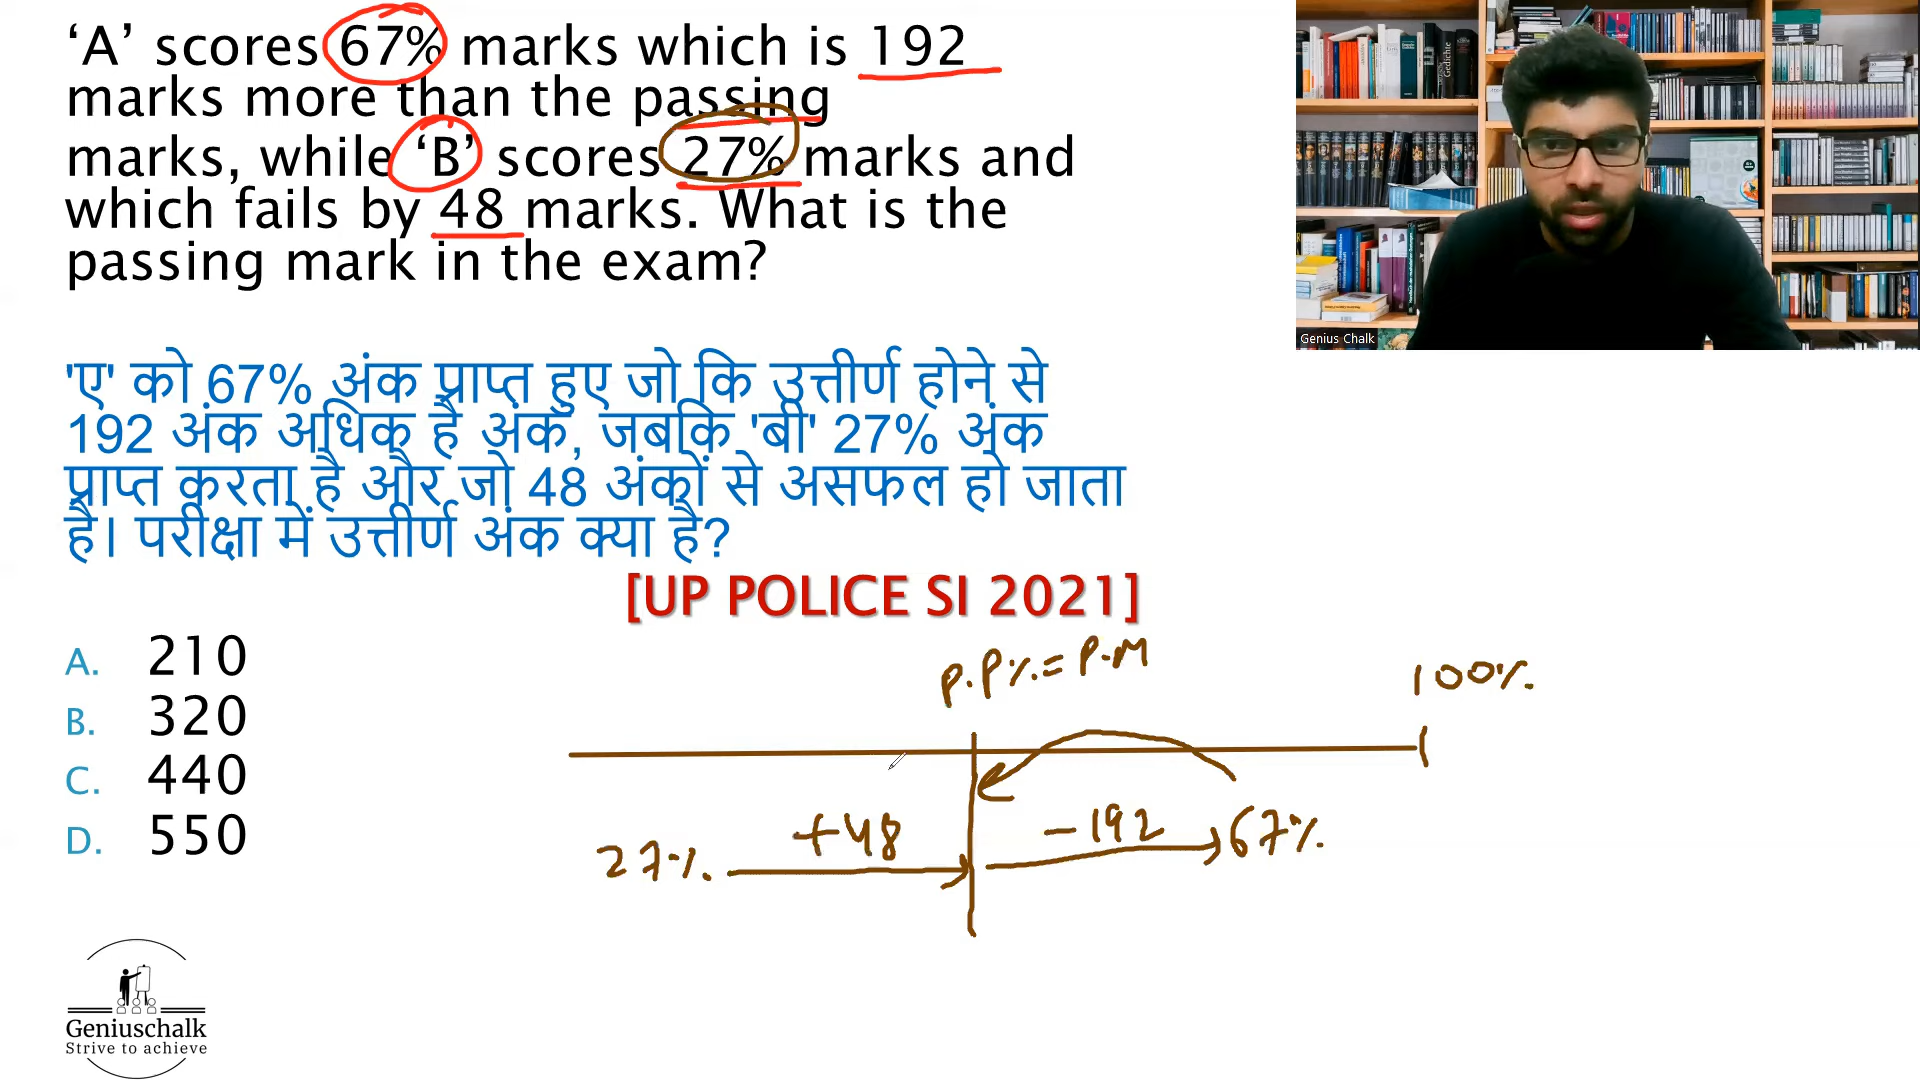 ‘A’ scores 67% marks which is 192
marks more than the passing
marks, while ‘B’ scores 27% marks and
which fails by 48 marks. What is the
passing mark in the exam?
'ए' को 67% अंक प्राप्त हुए जो कि उत्तीर्ण होने से
192 अंक अधिक है अंक, जबकि 'बी' 27% अंक
प्राप्त करता है और जो 48 अंकों से असफल हो जाता
है। परीक्षा में उत्तीर्ण अंक क्या है?
[UP POLICE SI 2021]
A. 210
B. 320
C. 440
D. 550
P.P%=P.M
100%
27% +48 -192 67%
Genius Chalk
Geniuschalk
Strive to achieve